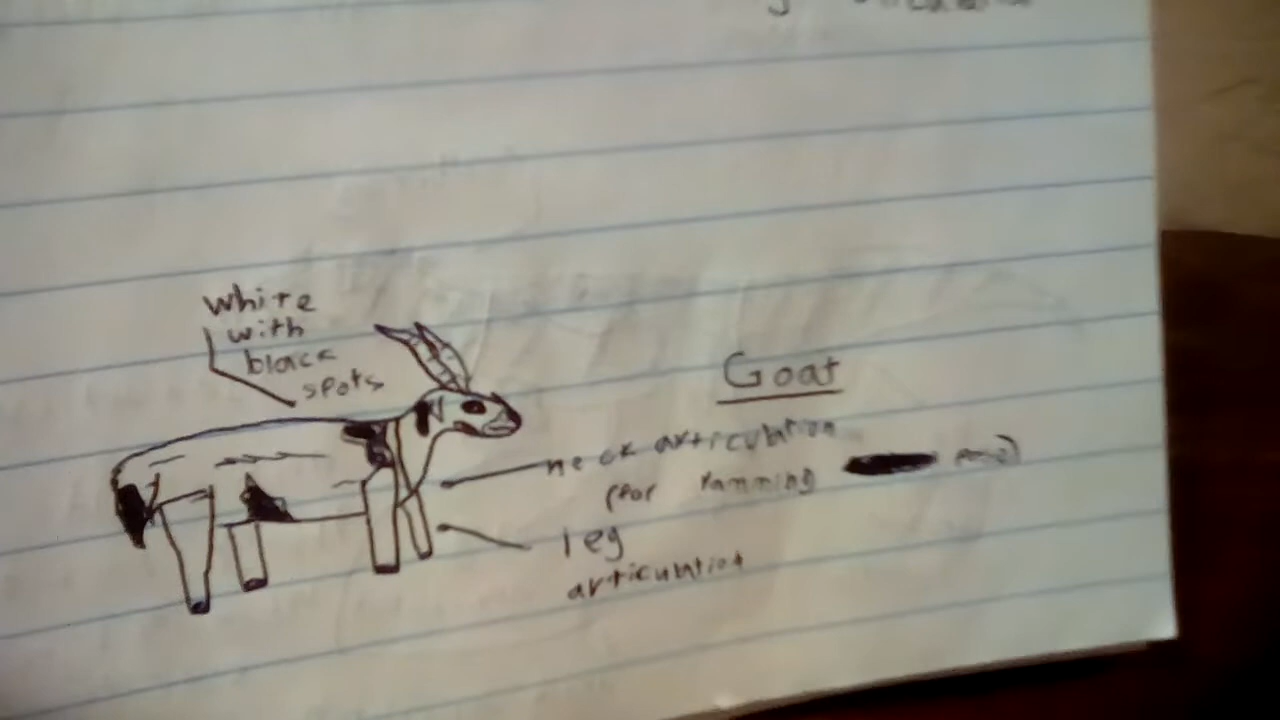 white
with
black
spots
Goat
neck articulation
(for ramming
leg
articulation